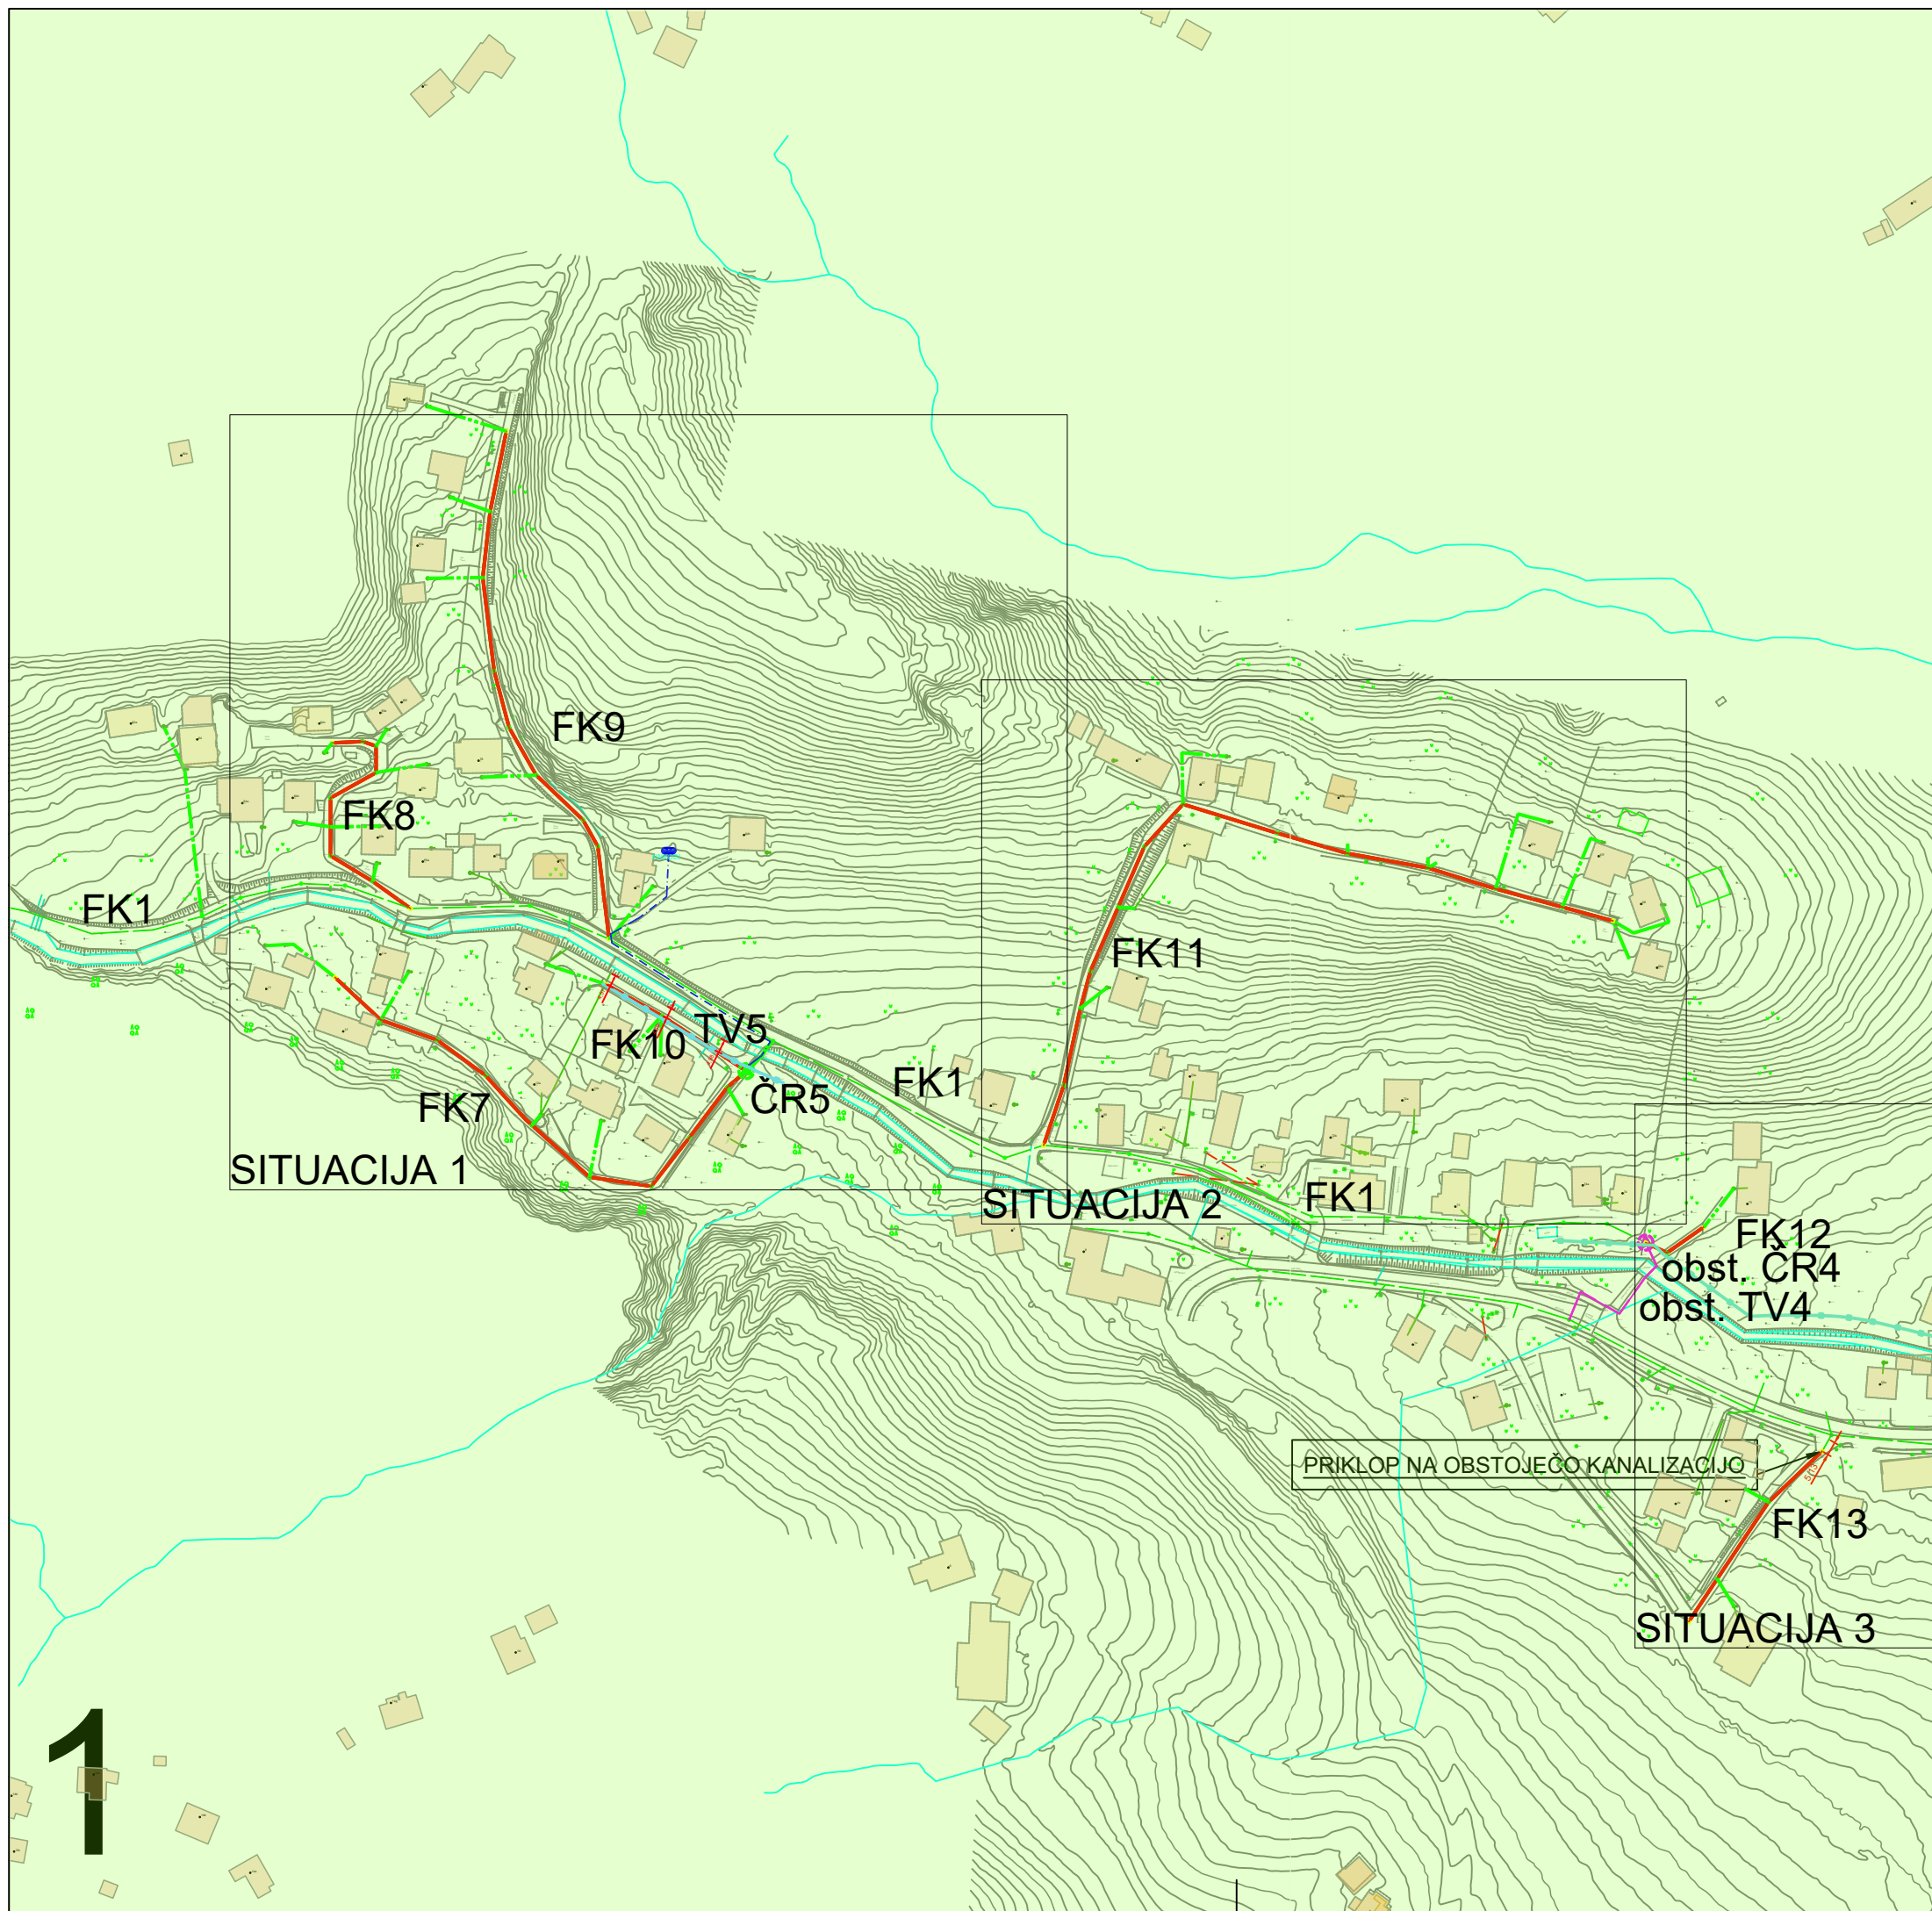 FK9
FK8
FK1
FK11
FK10
TV5
FK1
ČR5
FK7
SITUACIJA 1
SITUACIJA 2
FK1
FK12
obst. ČR4
obst. TV4
PRIKLOP NA OBSTOJEČO KANALIZACIJO
FK13
SITUACIJA 3
1